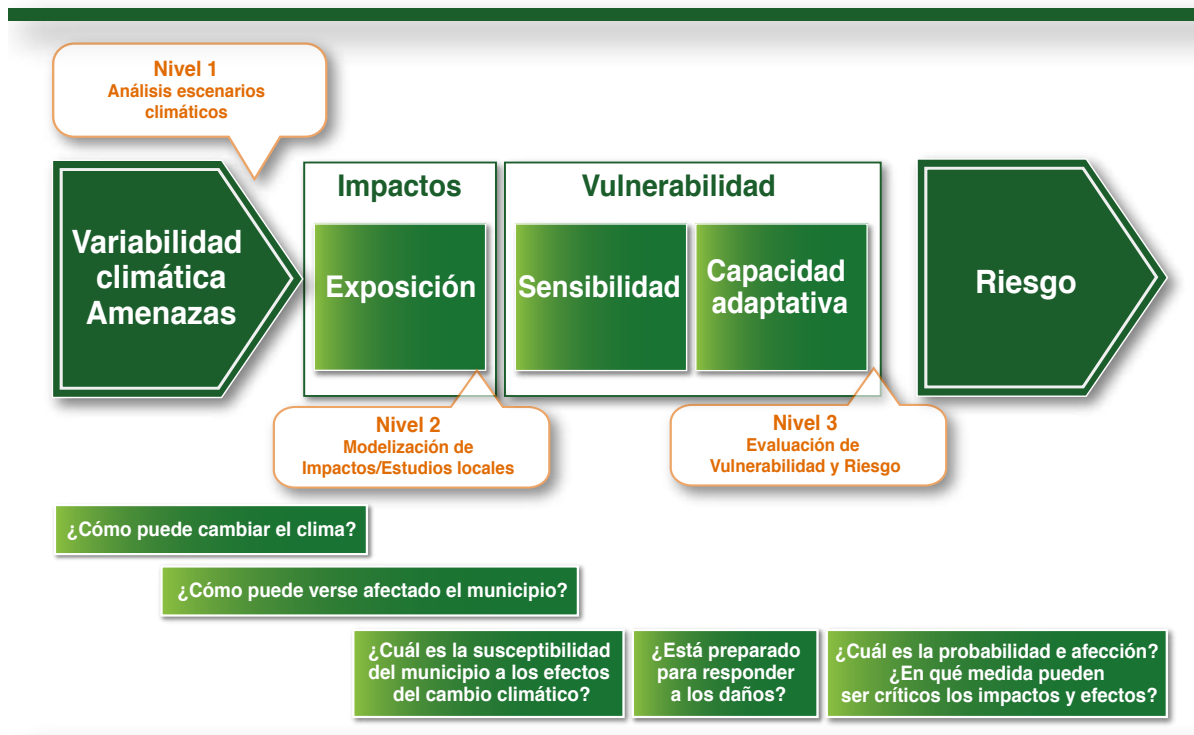 Nivel 1
Análisis escenarios
climáticos
Variabilidad
climática
Amenazas
Impactos
Exposición
Vulnerabilidad
Sensibilidad
Capacidad
adaptativa
Riesgo
Nivel 2
Modelización de
Impactos/Estudios locales
Nivel 3
Evaluación de
Vulnerabilidad y Riesgo
¿Cómo puede cambiar el clima?
¿Cómo puede verse afectado el municipio?
¿Cuál es la susceptibilidad
del municipio a los efectos
del cambio climático?
¿Está preparado
para responder
a los daños?
¿Cuál es la probabilidad e afección?
¿En qué medida pueden
ser críticos los impactos y efectos?